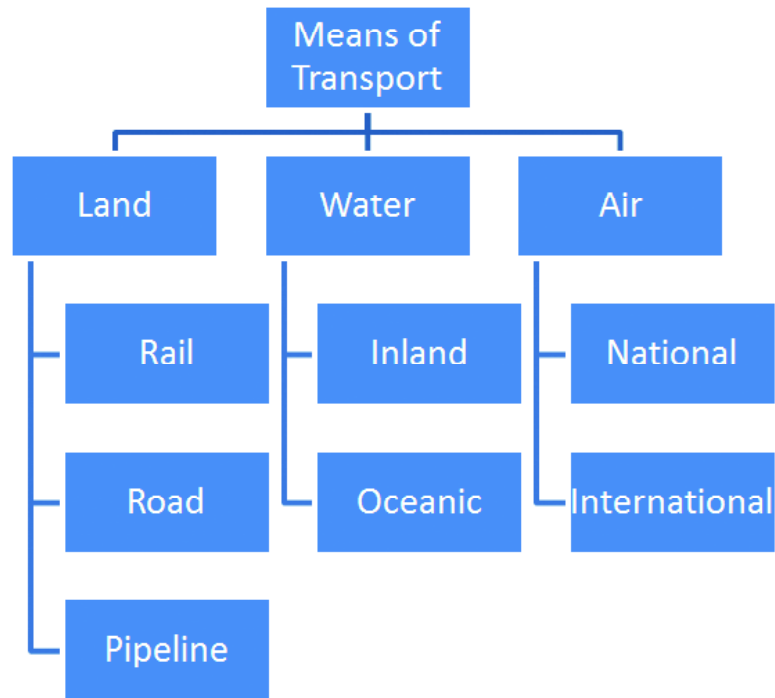 Means of
Transport
Land
Water
Air
Rail
Inland
National
Road
Oceanic
International
Pipeline